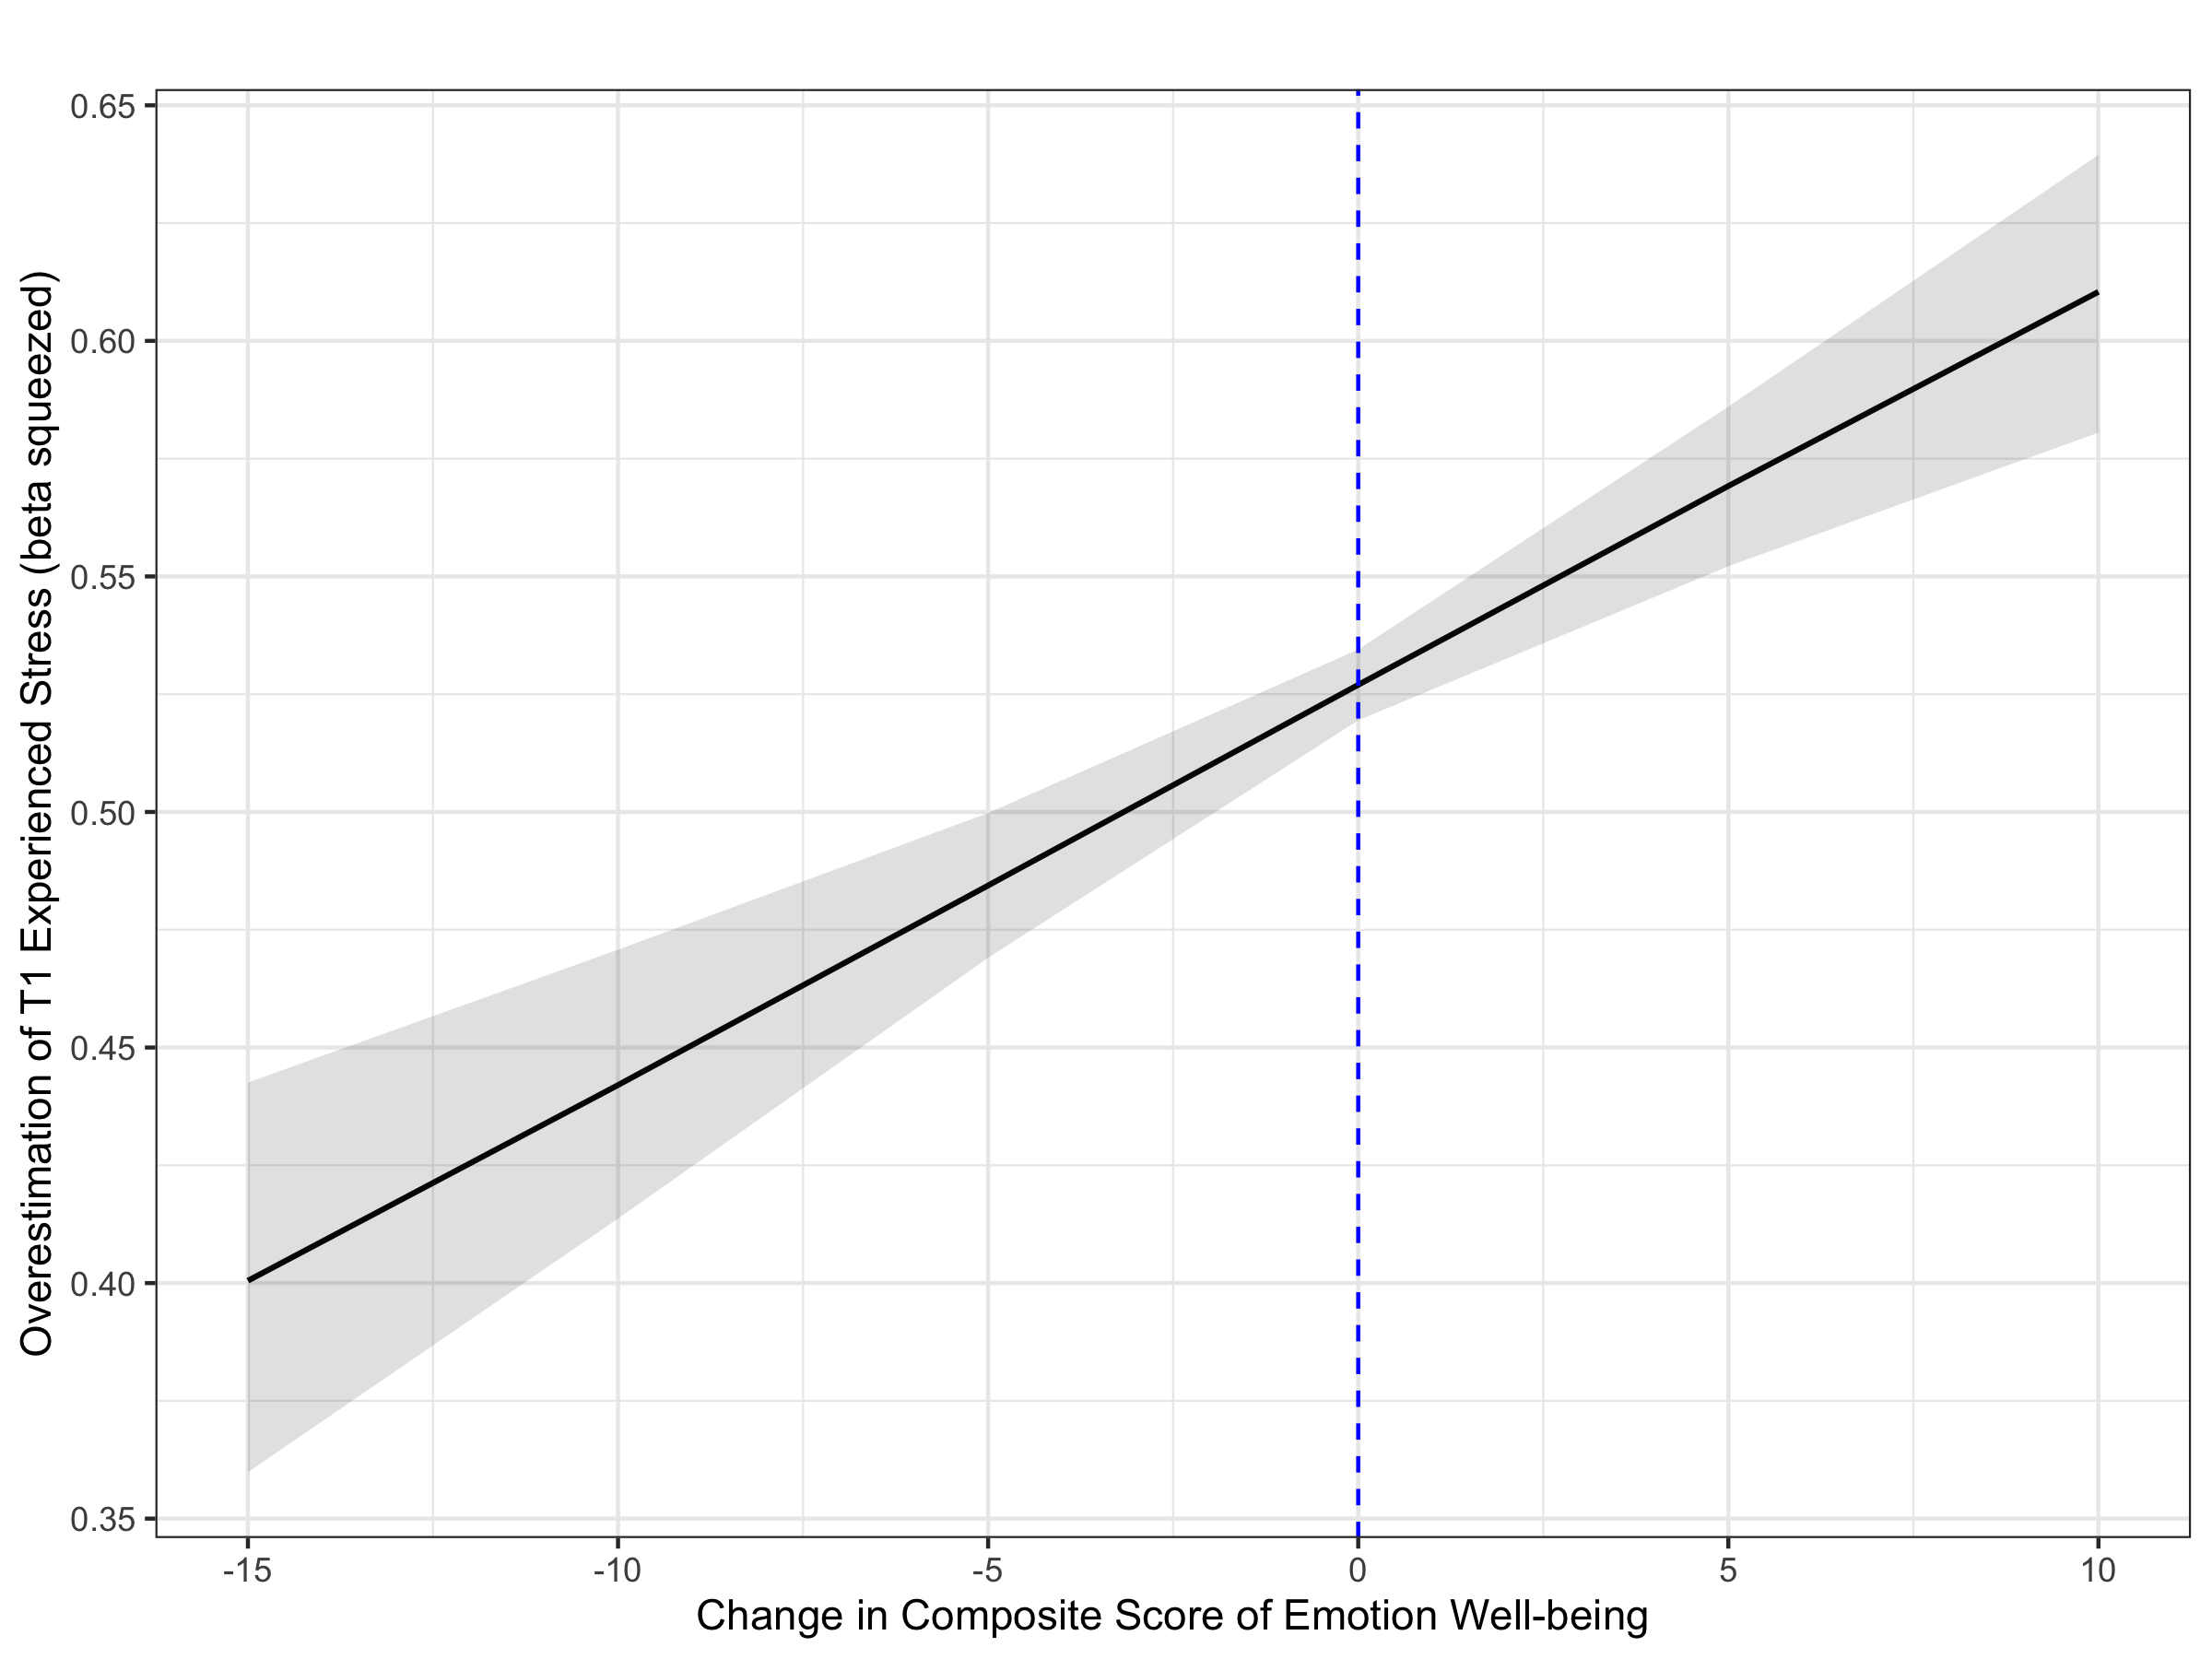 Overestimation of T1 Experienced Stress (beta squeezed)
0.65
0.60
0.55
0.50
0.45
0.40
0.35
-15 -10 -5 0 5 10
Change in Composite Score of Emotion Well-being